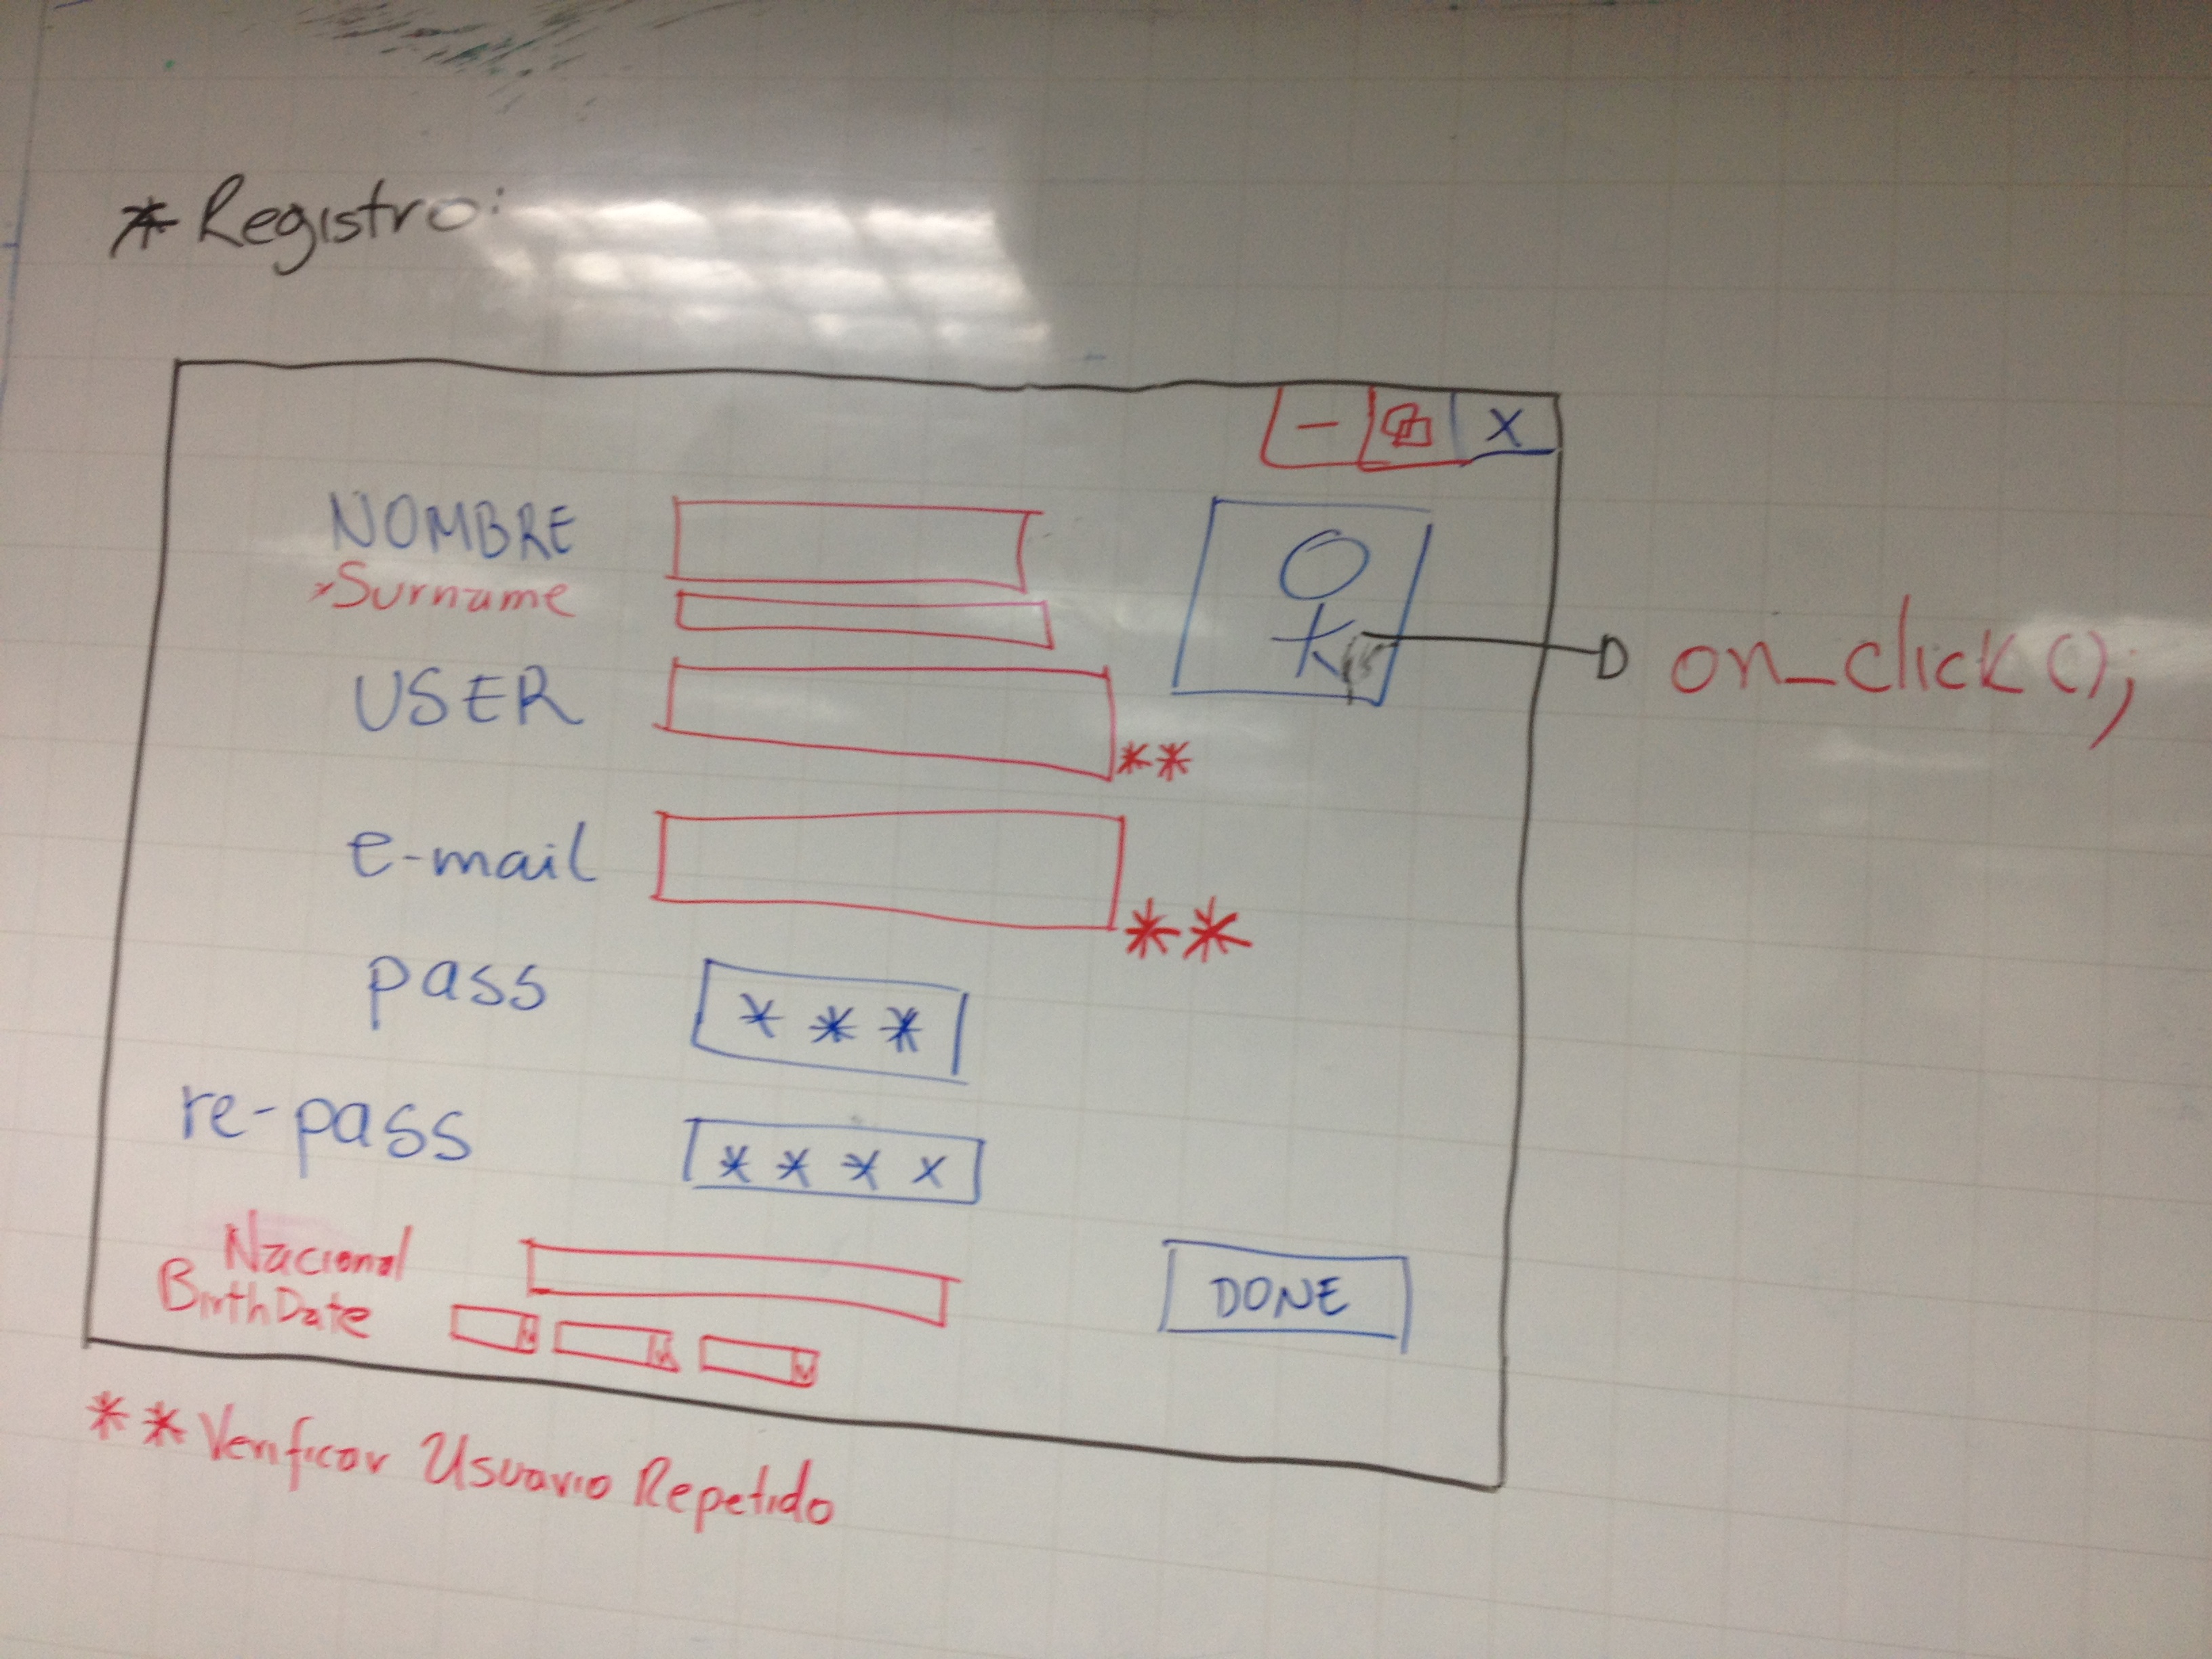 * Registro:
- X
NOMBRE
*Surname
on_click();
USER
**
e-mail
**
pass
* * *
re-pass
* * * x
Nacional
BirthDate
DONE
** Verificar Usuario Repetido